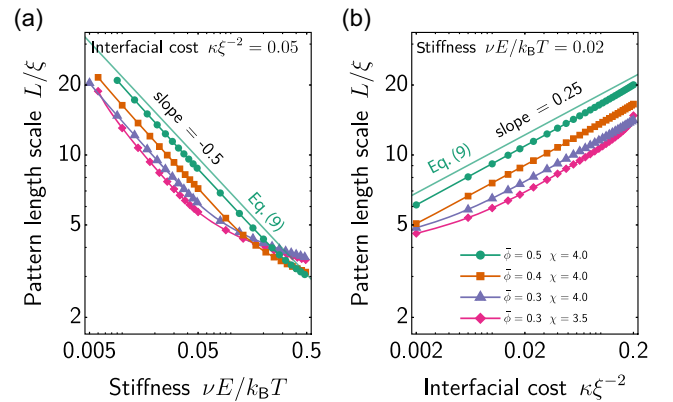 (a)
Interfacial cost κξ⁻² = 0.05
slope = -0.5
Eq. (9)
Pattern length scale L/ξ
20
10
5
2
0.005
0.05
0.5
Stiffness νE/k_BT
(b)
Stiffness νE/k_BT = 0.02
slope = 0.25
Eq. (9)
Pattern length scale L/ξ
20
10
5
2
ϕ̄ = 0.5 χ = 4.0
ϕ̄ = 0.4 χ = 4.0
ϕ̄ = 0.3 χ = 4.0
ϕ̄ = 0.3 χ = 3.5
0.002
0.02
0.2
Interfacial cost κξ⁻²